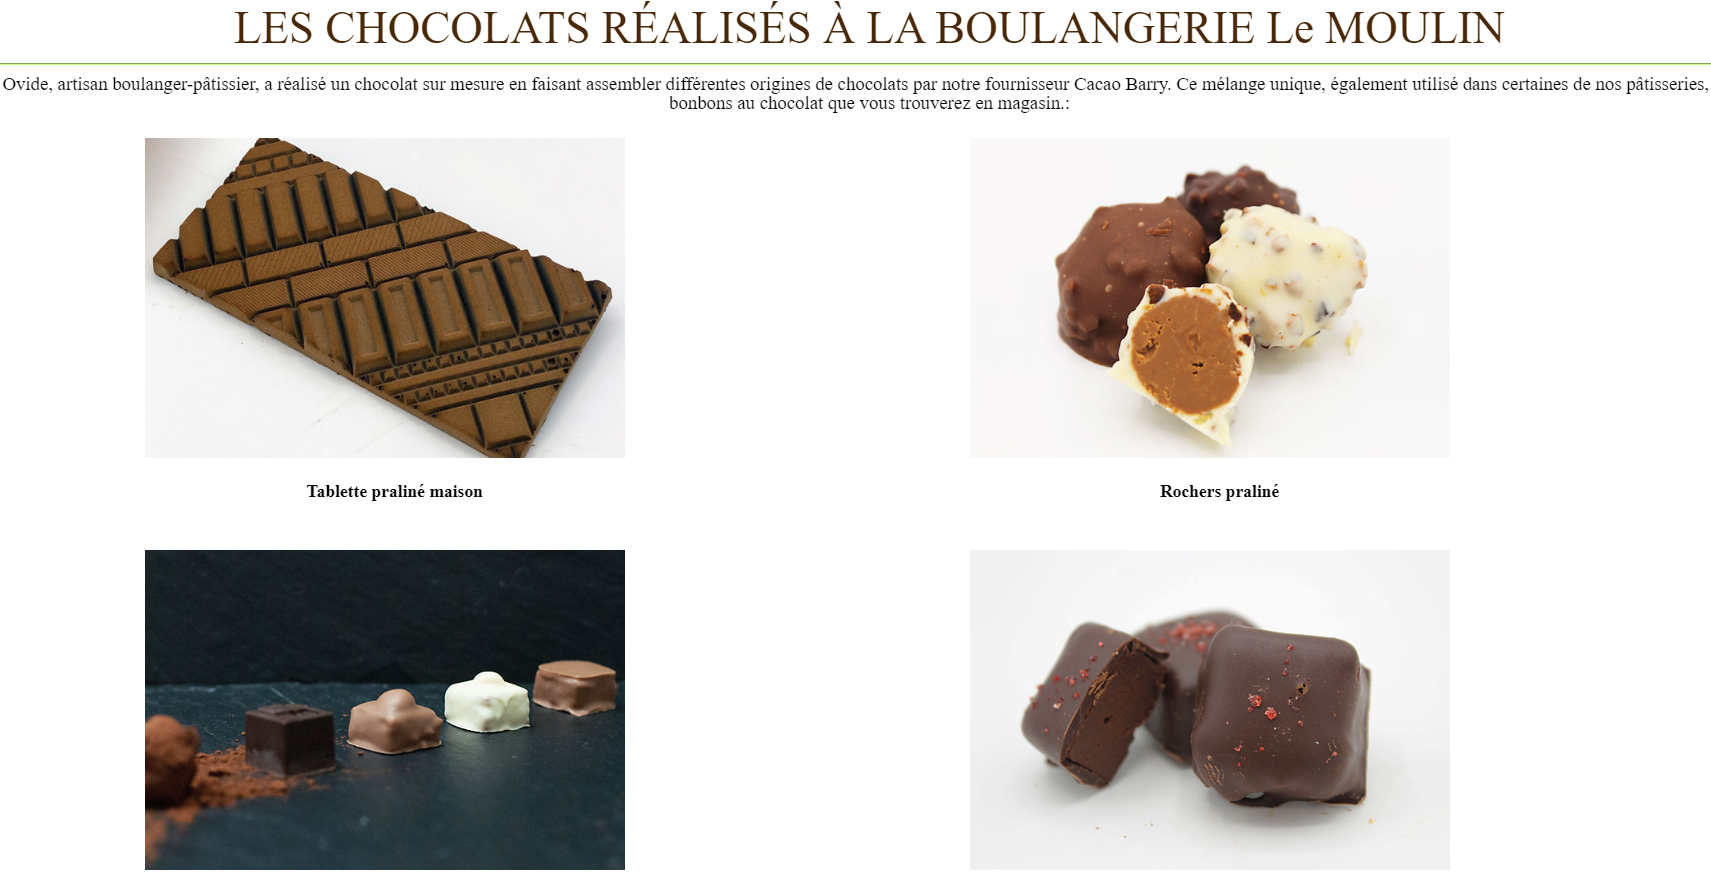 LES CHOCOLATS RÉALISÉS À LA BOULANGERIE Le MOULIN
Ovide, artisan boulanger-pâtissier, a réalisé un chocolat sur mesure en faisant assembler différentes origines de chocolats par notre fournisseur Cacao Barry. Ce mélange unique, également utilisé dans certaines de nos pâtisseries,
bonbons au chocolat que vous trouverez en magasin.:
Tablette praliné maison
Rochers praliné